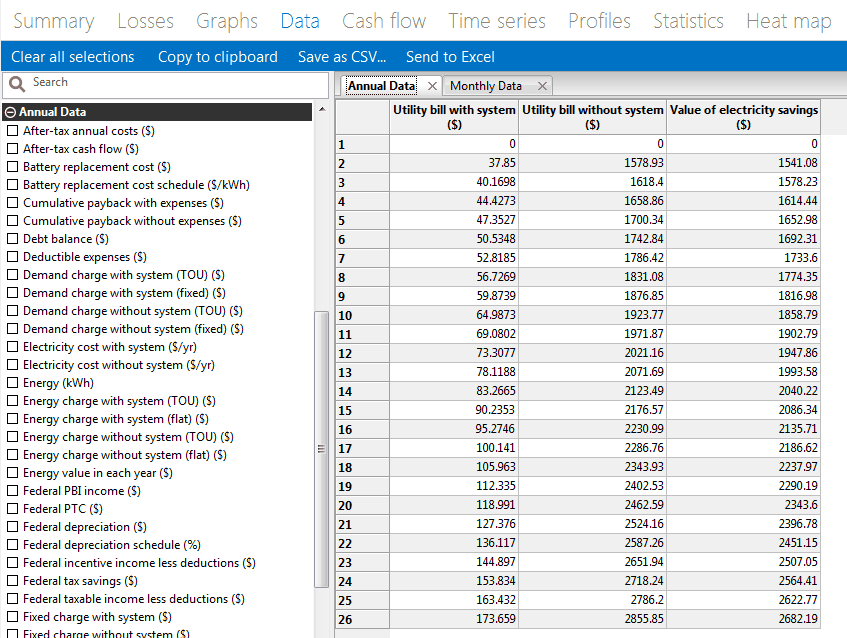 Summary Losses Graphs Data Cash flow Time series Profiles Statistics Heat map
Clear all selections Copy to clipboard Save as CSV... Send to Excel
Search
Annual Data
After-tax annual costs ($)
After-tax cash flow ($)
Battery replacement cost ($)
Battery replacement cost schedule ($/kWh)
Cumulative payback with expenses ($)
Cumulative payback without expenses ($)
Debt balance ($)
Deductible expenses ($)
Demand charge with system (TOU) ($)
Demand charge with system (fixed) ($)
Demand charge without system (TOU) ($)
Demand charge without system (fixed) ($)
Electricity cost with system ($/yr)
Electricity cost without system ($/yr)
Energy (kWh)
Energy charge with system (TOU) ($)
Energy charge with system (flat) ($)
Energy charge without system (TOU) ($)
Energy charge without system (flat) ($)
Energy value in each year ($)
Federal PBI income ($)
Federal PTC ($)
Federal depreciation ($)
Federal depreciation schedule (%)
Federal incentive income less deductions ($)
Federal tax savings ($)
Federal taxable income less deductions ($)
Fixed charge with system ($)
Fixed charge without system ($)
Annual Data Monthly Data
Utility bill with system Utility bill without system Value of electricity savings
($) ($) ($)
1 0 0 0
2 37.85 1578.93 1541.08
3 40.1698 1618.4 1578.23
4 44.4273 1658.86 1614.44
5 47.3527 1700.34 1652.98
6 50.5348 1742.84 1692.31
7 52.8185 1786.42 1733.6
8 56.7269 1831.08 1774.35
9 59.8739 1876.85 1816.98
10 64.9873 1923.77 1858.79
11 69.0802 1971.87 1902.79
12 73.3077 2021.16 1947.86
13 78.1188 2071.69 1993.58
14 83.2665 2123.49 2040.22
15 90.2353 2176.57 2086.34
16 95.2746 2230.99 2135.71
17 100.141 2286.76 2186.62
18 105.963 2343.93 2237.97
19 112.335 2402.53 2290.19
20 118.991 2462.59 2343.6
21 127.376 2524.16 2396.78
22 136.117 2587.26 2451.15
23 144.897 2651.94 2507.05
24 153.834 2718.24 2564.41
25 163.432 2786.2 2622.77
26 173.659 2855.85 2682.19